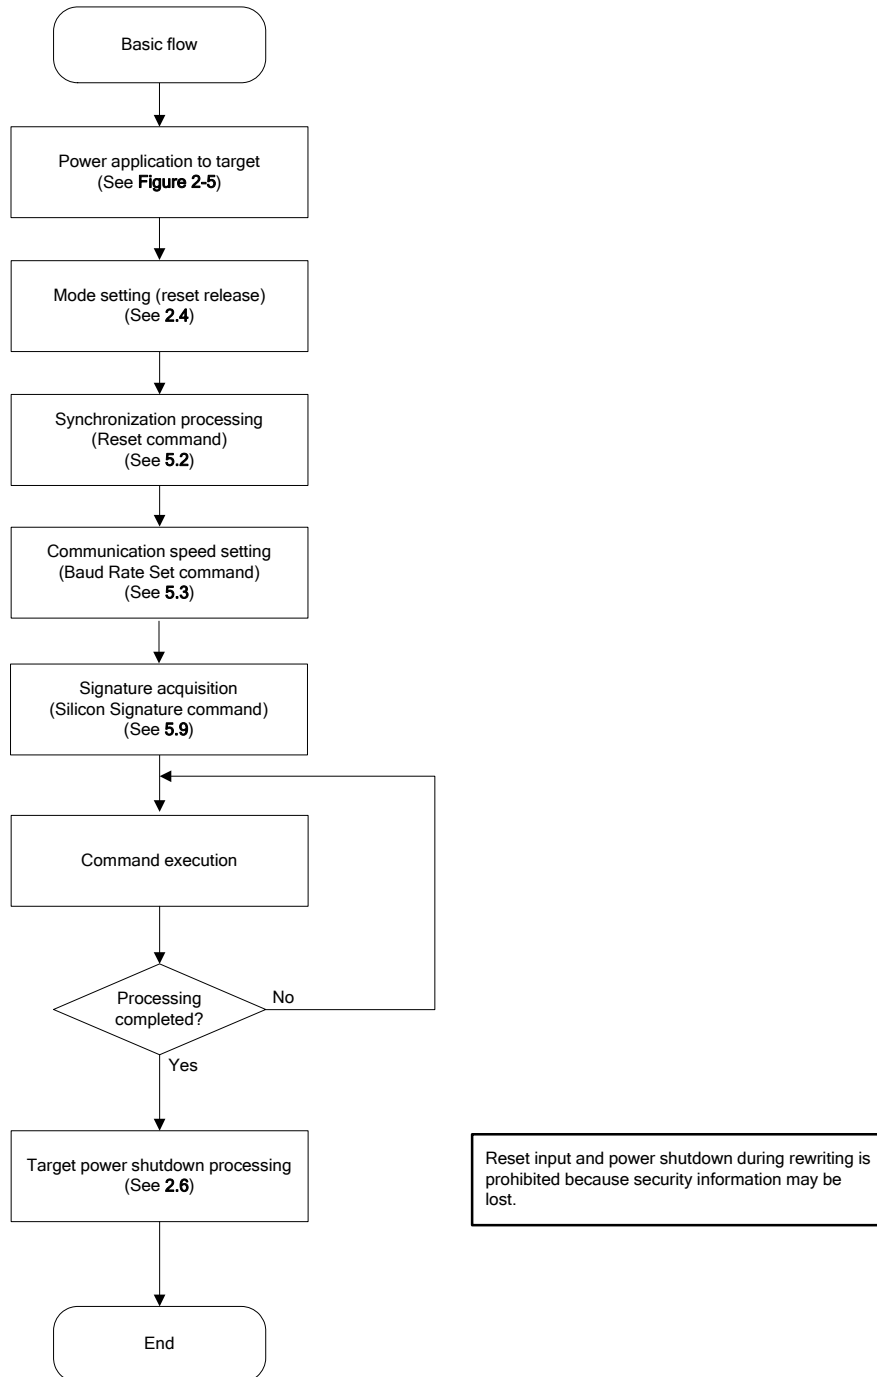 Basic flow
Power application to target
(See Figure 2-5)
Mode setting (reset release)
(See 2.4)
Synchronization processing
(Reset command)
(See 5.2)
Communication speed setting
(Baud Rate Set command)
(See 5.3)
Signature acquisition
(Silicon Signature command)
(See 5.9)
Command execution
Processing
completed?
No
Yes
Target power shutdown processing
(See 2.6)
Reset input and power shutdown during rewriting is
prohibited because security information may be
lost.
End